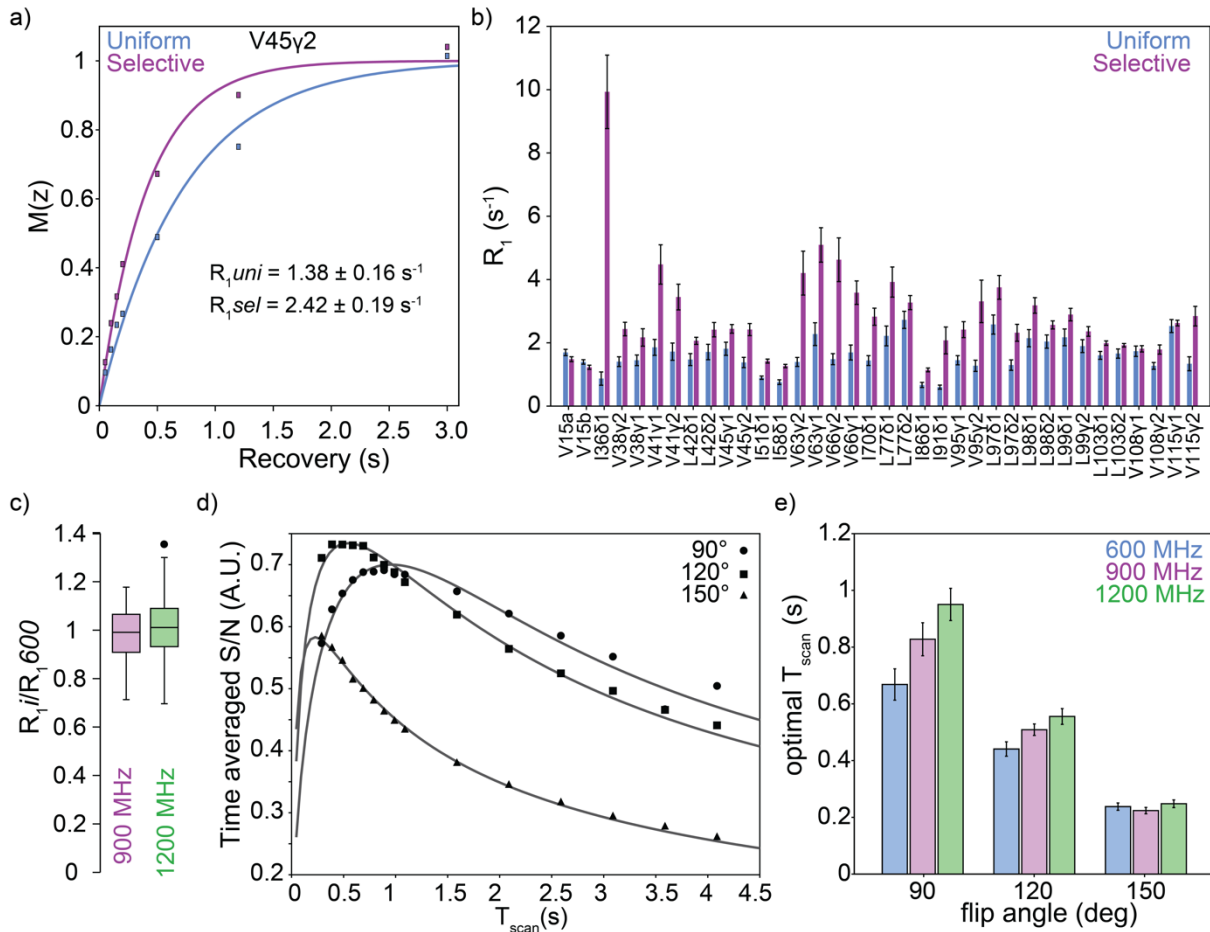 a)
Uniform
Selective
V45γ2
M(z)
1
0.8
0.6
0.4
0.2
0
R₁uni = 1.38 ± 0.16 s⁻¹
R₁sel = 2.42 ± 0.19 s⁻¹
0 0.5 1.0 1.5 2.0 2.5 3.0
Recovery (s)
b)
Uniform
Selective
R₁ (s⁻¹)
12
10
8
6
4
2
0
V15a
V15b
I36δ1
V38γ2
V38γ1
V41γ1
V41γ2
L42δ1
L42δ2
V45γ1
V45γ2
I51δ1
I58δ1
V63γ2
V63γ1
V66γ2
V66γ1
I70δ1
L77δ1
L77δ2
I86δ1
I91δ1
V95γ1
V95γ2
L97δ1
L97δ2
L98δ1
L98δ2
L99δ1
L99γ2
L103δ1
L103δ2
V108γ1
V108γ2
V115γ1
V115γ2
c)
R₁i/R₁600
1.4
1.2
1
0.8
0.6
0.4
0.2
0
900 MHz
1200 MHz
d)
Time averaged S/N (A.U.)
0.7
0.6
0.5
0.4
0.3
0.2
90°
120°
150°
0 0.5 1.0 1.5 2.0 2.5 3.0 3.5 4.0 4.5
Tscan(s)
e)
600 MHz
900 MHz
1200 MHz
optimal Tscan (s)
1.2
1
0.8
0.6
0.4
0.2
0
90 120 150
flip angle (deg)